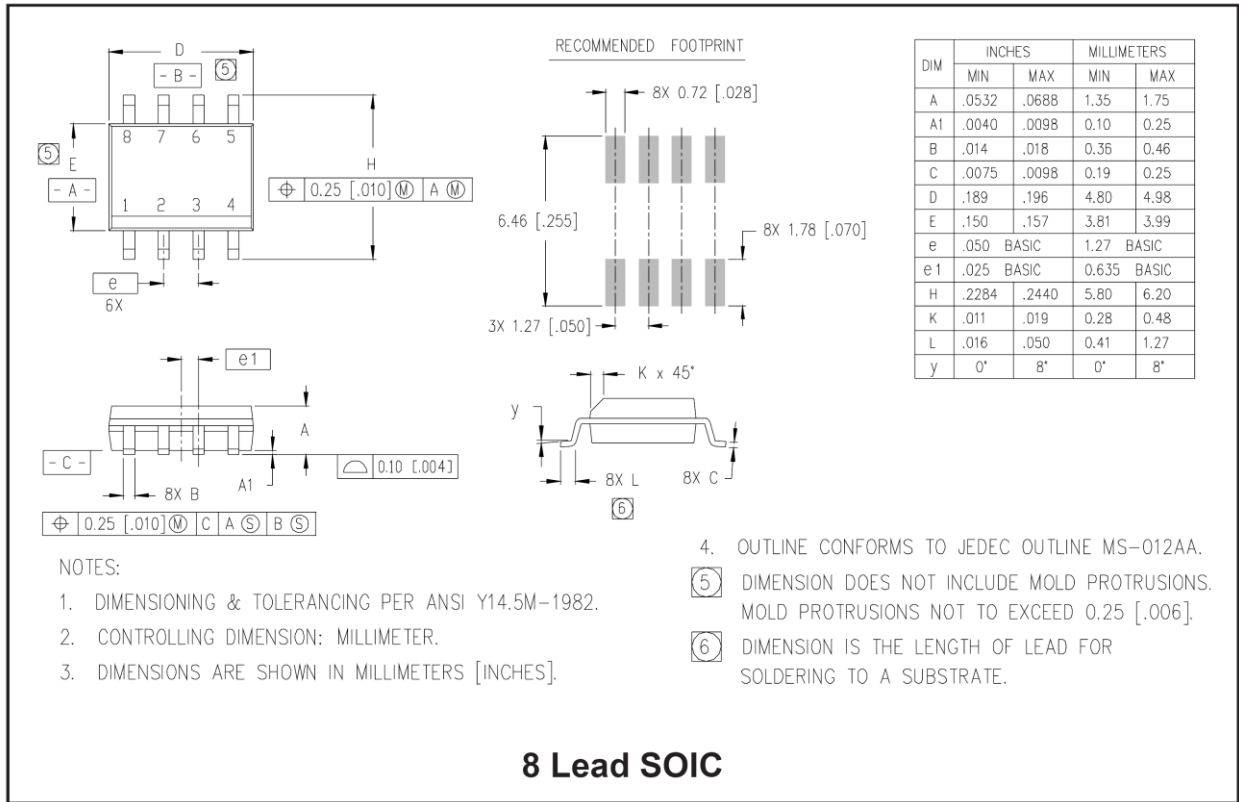 D
- B -
5
8 7 6 5
5
E
- A -
1 2 3 4
H
⌖ 0.25 [.010] Ⓜ A Ⓜ
e
6X
RECOMMENDED FOOTPRINT
8X 0.72 [.028]
6.46 [.255]
8X 1.78 [.070]
3X 1.27 [.050]
DIM INCHES MILLIMETERS
MIN MAX MIN MAX
A .0532 .0688 1.35 1.75
A1 .0040 .0098 0.10 0.25
B .014 .018 0.36 0.46
C .0075 .0098 0.19 0.25
D .189 .196 4.80 4.98
E .150 .157 3.81 3.99
e .050 BASIC 1.27 BASIC
e1 .025 BASIC 0.635 BASIC
H .2284 .2440 5.80 6.20
K .011 .019 0.28 0.48
L .016 .050 0.41 1.27
y 0° 8° 0° 8°
e1
A
- C -
8X B
A1
⌓ 0.10 [.004]
⌖ 0.25 [.010] Ⓜ C A Ⓢ B Ⓢ
K x 45°
y
8X L
8X C
6
NOTES:
1. DIMENSIONING & TOLERANCING PER ANSI Y14.5M-1982.
2. CONTROLLING DIMENSION: MILLIMETER.
3. DIMENSIONS ARE SHOWN IN MILLIMETERS [INCHES].
4. OUTLINE CONFORMS TO JEDEC OUTLINE MS-012AA.
5 DIMENSION DOES NOT INCLUDE MOLD PROTRUSIONS.
MOLD PROTRUSIONS NOT TO EXCEED 0.25 [.006].
6 DIMENSION IS THE LENGTH OF LEAD FOR
SOLDERING TO A SUBSTRATE.
8 Lead SOIC